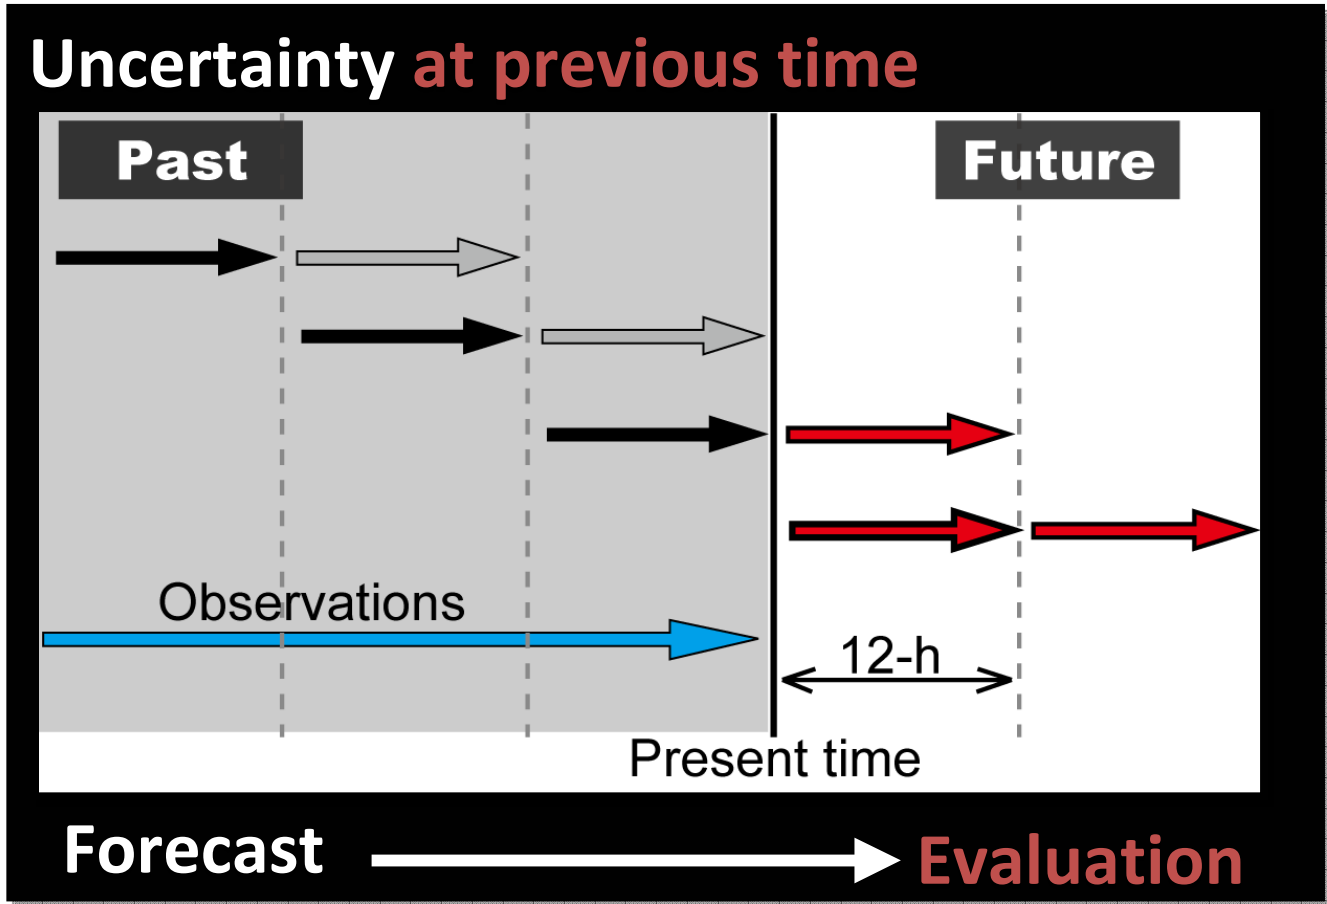 Uncertainty at previous time
Past
Future
Observations
12-h
Present time
Forecast
Evaluation